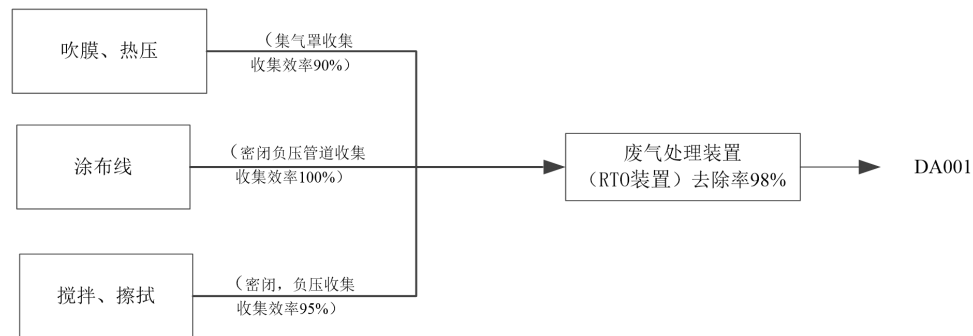 吹膜、热压
（集气罩收集
收集效率90%）
涂布线
（密闭负压管道收集
收集效率100%）
废气处理装置
（RTO装置）去除率98%
DA001
搅拌、擦拭
（密闭，负压收集
收集效率95%）